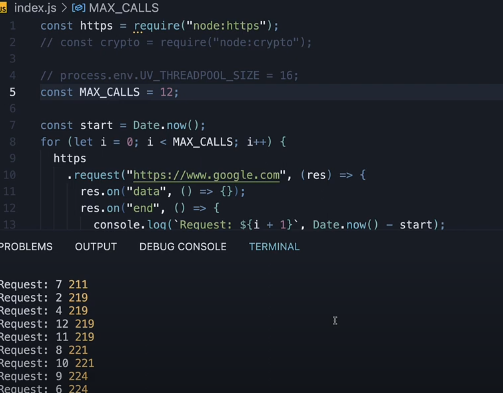 JS index.js > MAX_CALLS
1 const https = require("node:https");
2 // const crypto = require("node:crypto");
3
4 // process.env.UV_THREADPOOL_SIZE = 16;
5 const MAX_CALLS = 12;
6
7 const start = Date.now();
8 for (let i = 0; i < MAX_CALLS; i++) {
9 https
10 .request("https://www.google.com", (res) => {
11 res.on("data", () => {});
12 res.on("end", () => {
13 console.log(`Request: ${i + 1}`, Date.now() - start);
PROBLEMS OUTPUT DEBUG CONSOLE TERMINAL
Request: 7 211
Request: 2 219
Request: 4 219
Request: 12 219
Request: 11 219
Request: 8 221
Request: 10 221
Request: 9 224
Request: 6 224